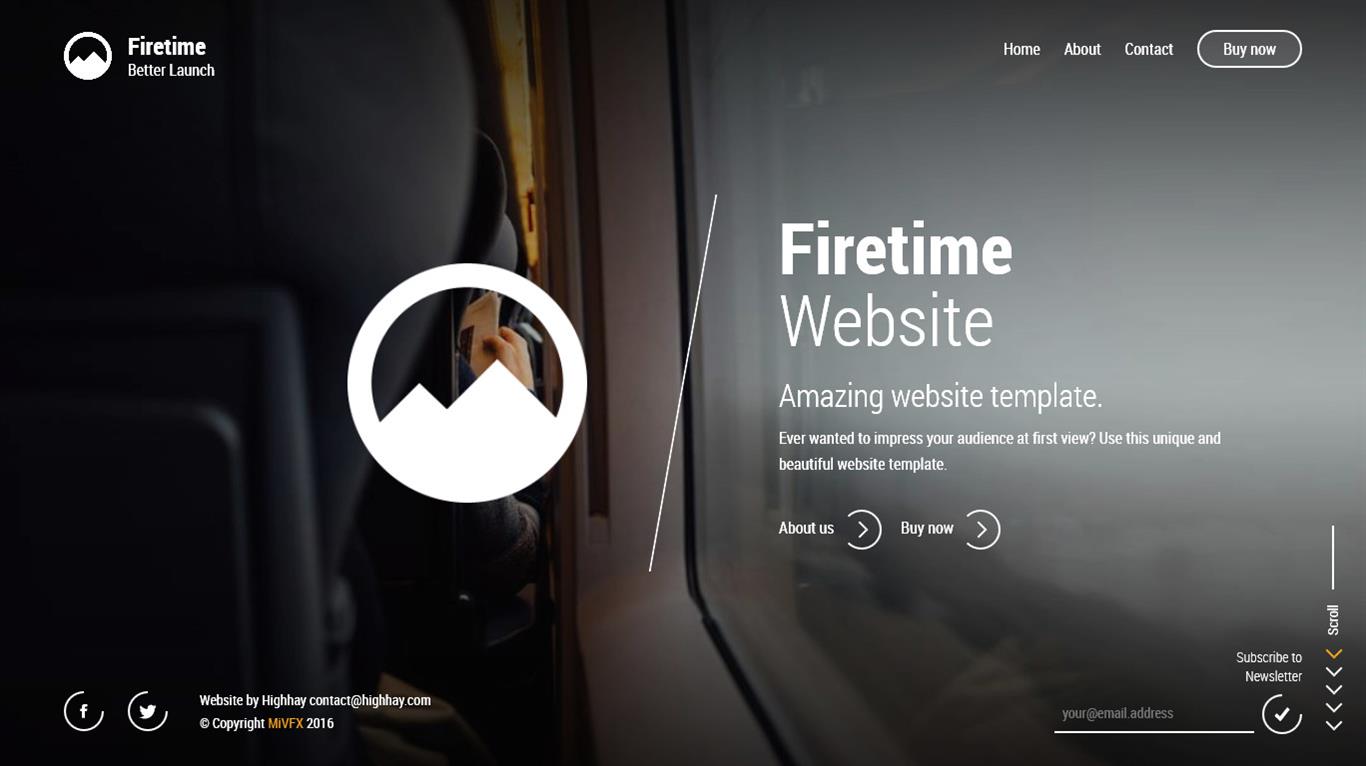 Firetime
Better Launch
Home About Contact Buy now
Firetime
Website
Amazing website template.
Ever wanted to impress your audience at first view? Use this unique and
beautiful website template.
About us Buy now
Scroll
Subscribe to
Newsletter
your@email.address
Website by Highhay contact@highhay.com
© Copyright MiVFX 2016